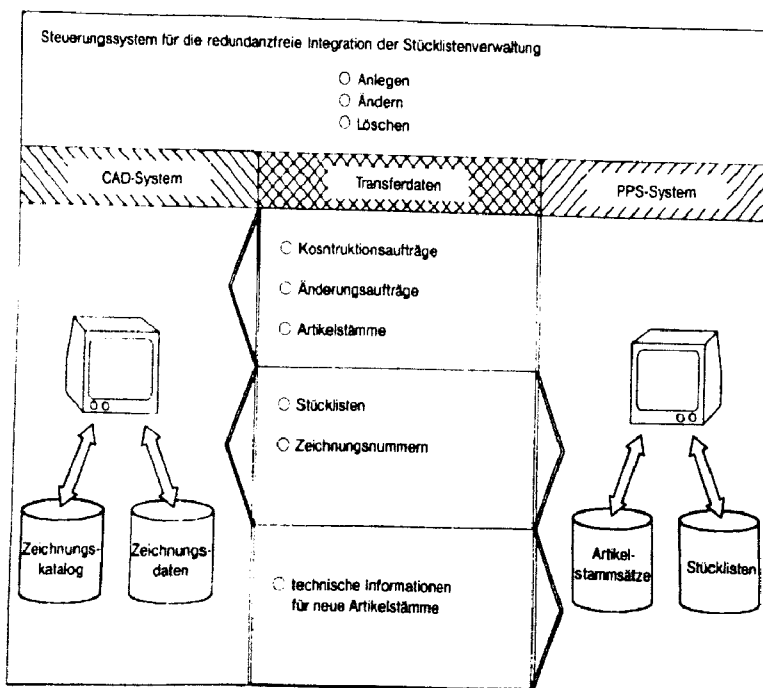 Steuerungssystem für die redundanzfreie Integration der Stücklistenverwaltung
Anlegen
Ändern
Löschen
CAD-System
Transferdaten
PPS-System
Kosntruktionsaufträge
Änderungsaufträge
Artikelstämme
Stücklisten
Zeichnungsnummern
Zeichnungs-
katalog
Zeichnungs-
daten
technische Informationen
für neue Artikelstämme
Artikel-
stammsätze
Stücklisten